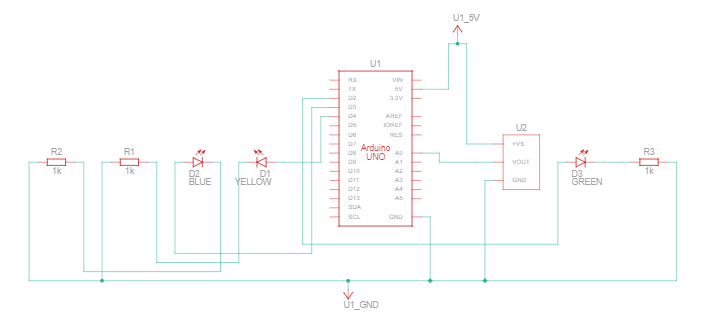 U1_5V
U1
RX
TX
D2
D3
D4
D5
D6
D7
D8
D9
D10
D11
D12
D13
SDA
SCL
VIN
5V
3.3V
AREF
IOREF
RES
A0
A1
A2
A3
A4
A5
GND
Arduino
UNO
U2
+VS
VOUT
GND
R2
1k
R1
1k
D2
BLUE
D1
YELLOW
D3
GREEN
R3
1k
U1_GND